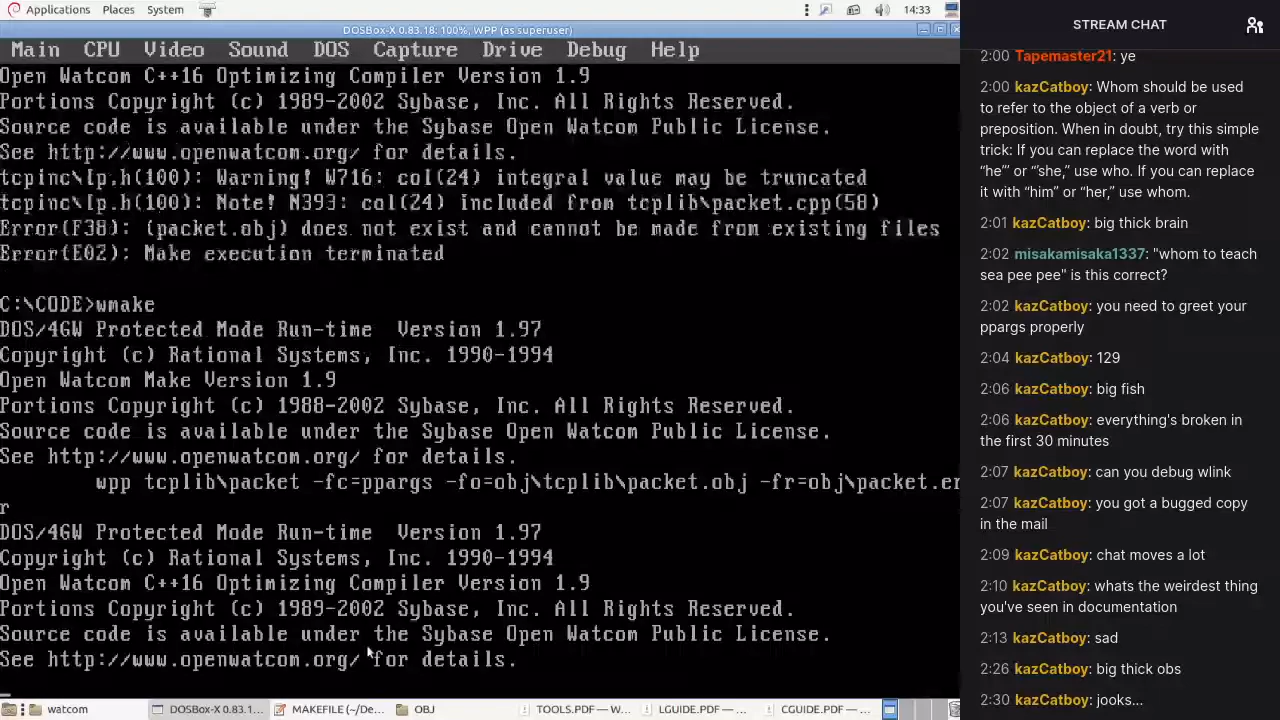 Applications Places System
14:33
DOSBox-X 0.83.18: 100%, WPP (as superuser)
Main CPU Video Sound DOS Capture Drive Debug Help
Open Watcom C++16 Optimizing Compiler Version 1.9
Portions Copyright (c) 1989-2002 Sybase, Inc. All Rights Reserved.
Source code is available under the Sybase Open Watcom Public License.
See http://www.openwatcom.org/ for details.
tcpinc\Ip.h(100): Warning! W716: col(24) integral value may be truncated
tcpinc\Ip.h(100): Note! N393: col(24) included from tcplib\packet.cpp(58)
Error(F38): (packet.obj) does not exist and cannot be made from existing files
Error(E02): Make execution terminated
C:\CODE>wmake
DOS/4GW Protected Mode Run-time  Version 1.97
Copyright (c) Rational Systems, Inc. 1990-1994
Open Watcom Make Version 1.9
Portions Copyright (c) 1988-2002 Sybase, Inc. All Rights Reserved.
Source code is available under the Sybase Open Watcom Public License.
See http://www.openwatcom.org/ for details.
wpp tcplib\packet -fc=ppargs -fo=obj\tcplib\packet.obj -fr=obj\packet.er
r
DOS/4GW Protected Mode Run-time  Version 1.97
Copyright (c) Rational Systems, Inc. 1990-1994
Open Watcom C++16 Optimizing Compiler Version 1.9
Portions Copyright (c) 1989-2002 Sybase, Inc. All Rights Reserved.
Source code is available under the Sybase Open Watcom Public License.
See http://www.openwatcom.org/ for details.
watcom
DOSBox-X 0.83.1...
MAKEFILE (~/De...
OBJ
TOOLS.PDF — W...
LGUIDE.PDF — ...
CGUIDE.PDF — ...
STREAM CHAT
2:00 Tapemaster21: ye
2:00 kazCatboy: Whom should be used
to refer to the object of a verb or
preposition. When in doubt, try this simple
trick: If you can replace the word with
“he’” or “’she,” use who. If you can replace
it with “him” or “her,” use whom.
2:01 kazCatboy: big thick brain
2:02 misakamisaka1337: "whom to teach
sea pee pee" is this correct?
2:02 kazCatboy: you need to greet your
ppargs properly
2:04 kazCatboy: 129
2:06 kazCatboy: big fish
2:06 kazCatboy: everything's broken in
the first 30 minutes
2:07 kazCatboy: can you debug wlink
2:07 kazCatboy: you got a bugged copy
in the mail
2:09 kazCatboy: chat moves a lot
2:10 kazCatboy: whats the weirdest thing
you've seen in documentation
2:13 kazCatboy: sad
2:26 kazCatboy: big thick obs
2:30 kazCatboy: jooks...